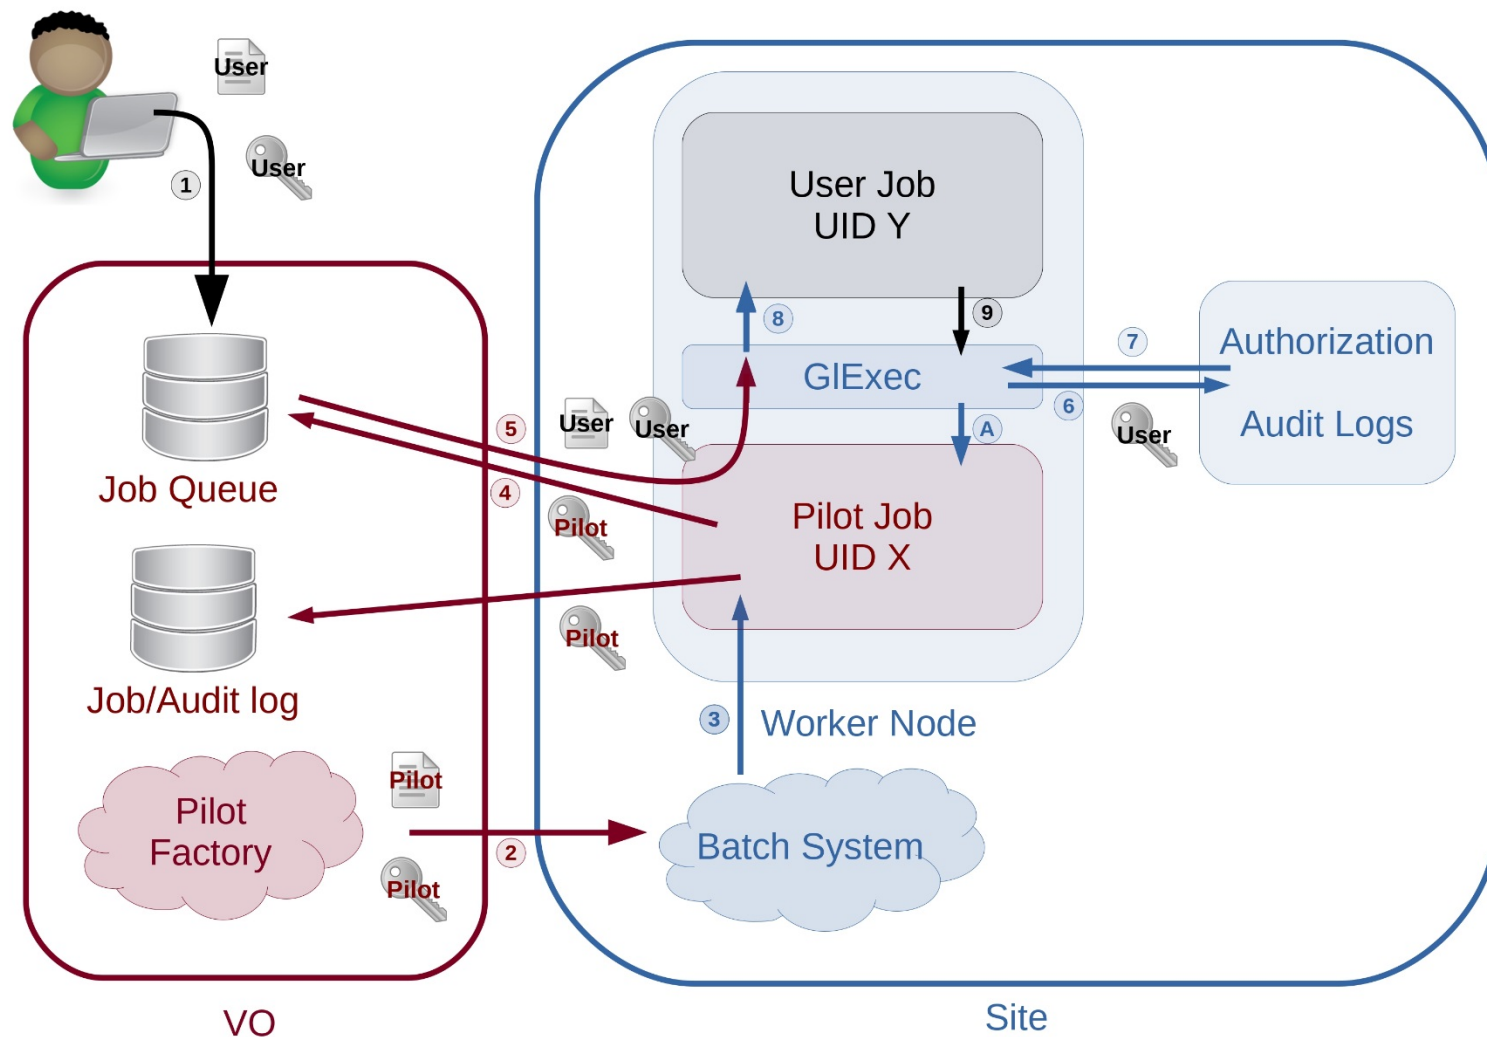 User
User
1
User Job
UID Y
8
9
7
Authorization
GlExec
6
User
Audit Logs
5
User
User
A
4
Job Queue
Pilot
Pilot Job
UID X
Pilot
Job/Audit log
3
Worker Node
Pilot
Pilot
Factory
2
Batch System
Pilot
VO
Site